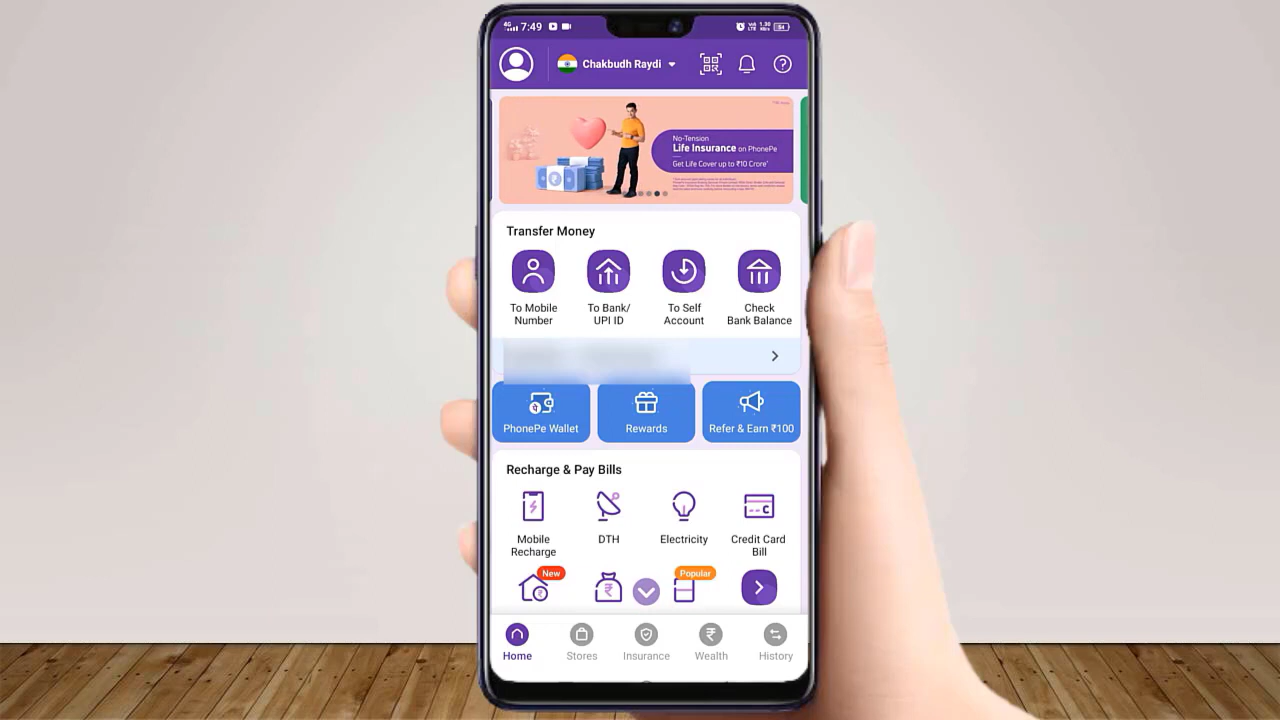 4G 7:49
Chakbudh Raydi
No-Tension
Life Insurance on PhonePe
Get Life Cover up to ₹10 Crore*
Transfer Money
To Mobile Number
To Bank/ UPI ID
To Self Account
Check Bank Balance
PhonePe Wallet
Rewards
Refer & Earn ₹100
Recharge & Pay Bills
Mobile Recharge
DTH
Electricity
Credit Card Bill
New
Popular
Home
Stores
Insurance
Wealth
History